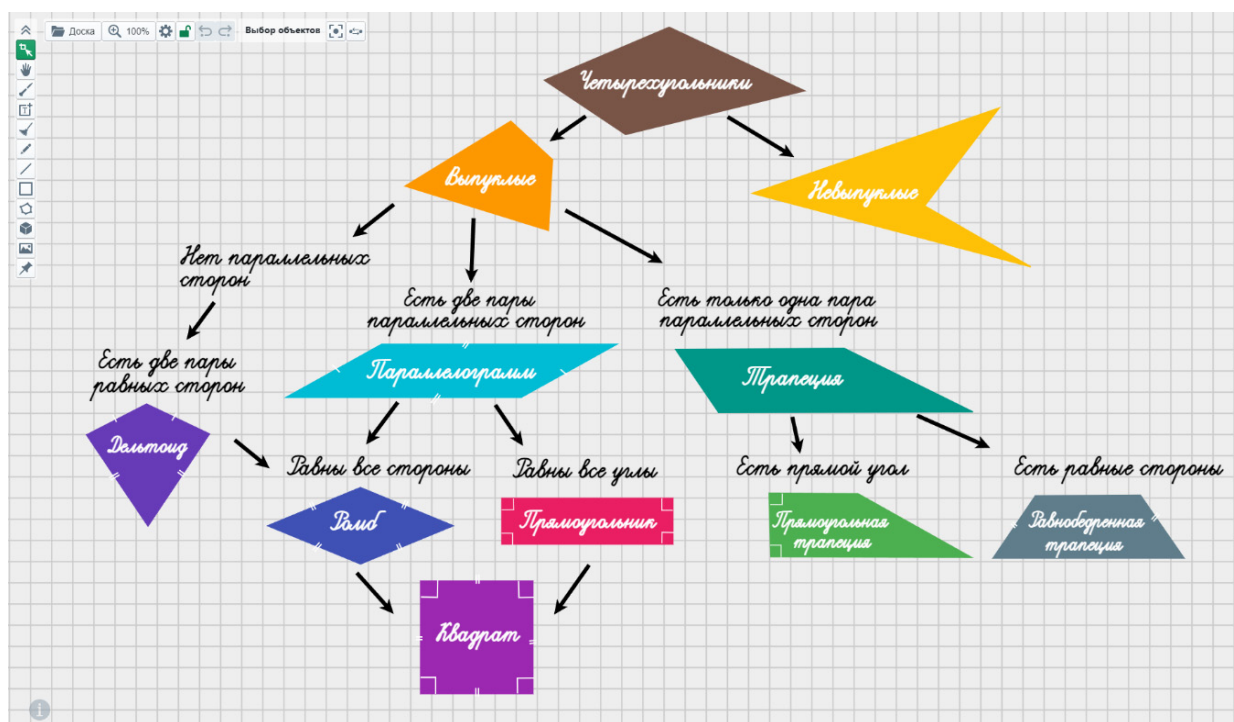 Доска
100%
Выбор объектов
Четырехугольники
Выпуклые
Невыпуклые
Нет параллельных
сторон
Есть две пары
параллельных сторон
Есть только одна пара
параллельных сторон
Есть две пары
равных сторон
Параллелограмм
Трапеция
Дельтоид
Равны все стороны
Равны все углы
Есть прямой угол
Есть равные стороны
Ромб
Прямоугольник
Прямоугольная
трапеция
Равнобедренная
трапеция
Квадрат